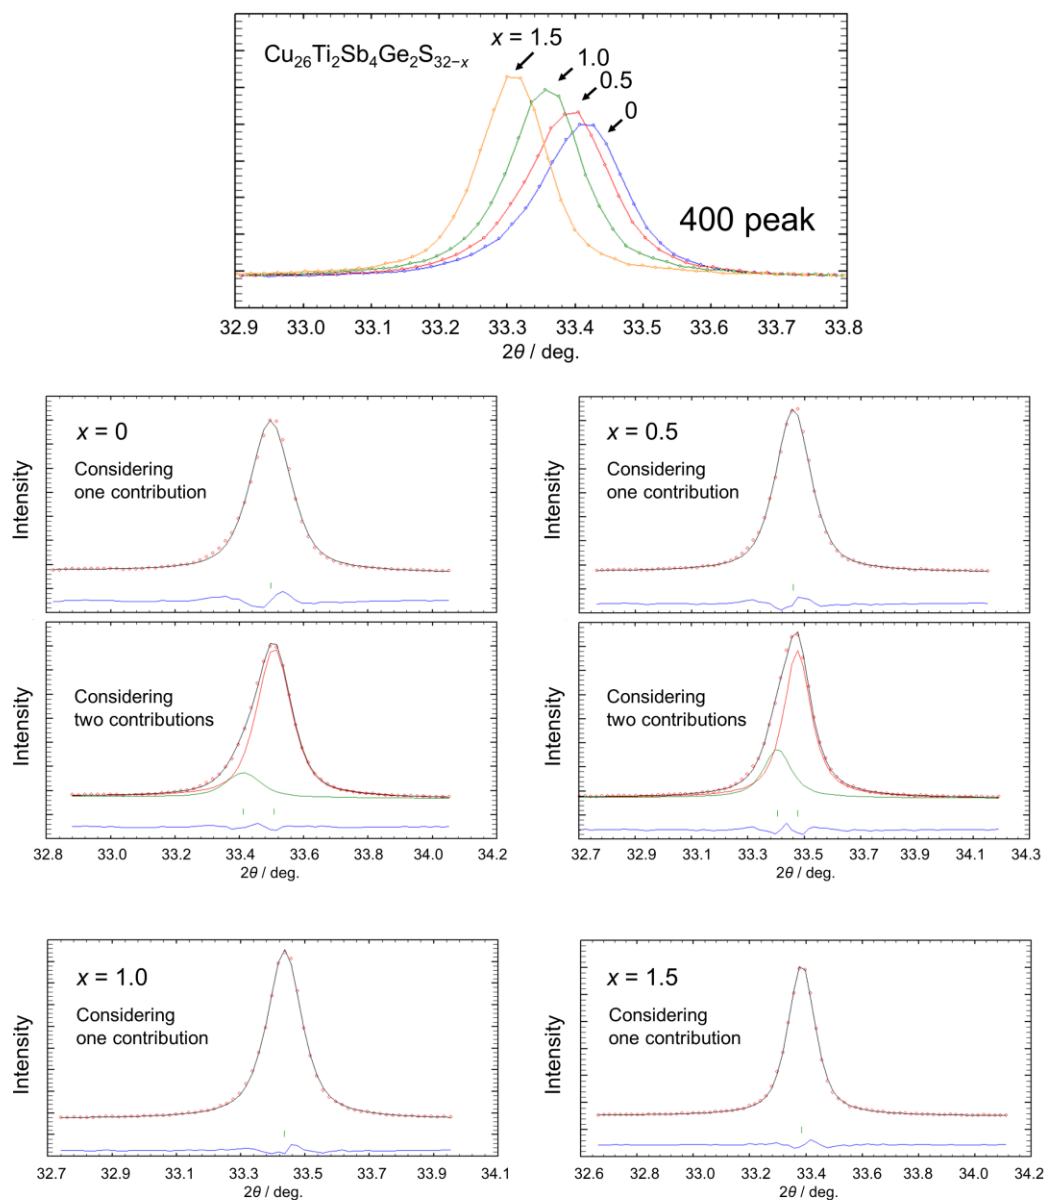 Cu26Ti2Sb4Ge2S32−x
x = 1.5
1.0
0.5
0
400 peak
32.9 33.0 33.1 33.2 33.3 33.4 33.5 33.6 33.7 33.8
2θ / deg.
x = 0
Considering
one contribution
Intensity
x = 0.5
Considering
one contribution
Intensity
Considering
two contributions
Intensity
32.8 33.0 33.2 33.4 33.6 33.8 34.0 34.2
2θ / deg.
Considering
two contributions
Intensity
32.7 32.9 33.1 33.3 33.5 33.7 33.9 34.1 34.3
2θ / deg.
x = 1.0
Considering
one contribution
Intensity
32.7 32.9 33.1 33.3 33.5 33.7 33.9 34.1
2θ / deg.
x = 1.5
Considering
one contribution
Intensity
32.6 32.8 33.0 33.2 33.4 33.6 33.8 34.0 34.2
2θ / deg.